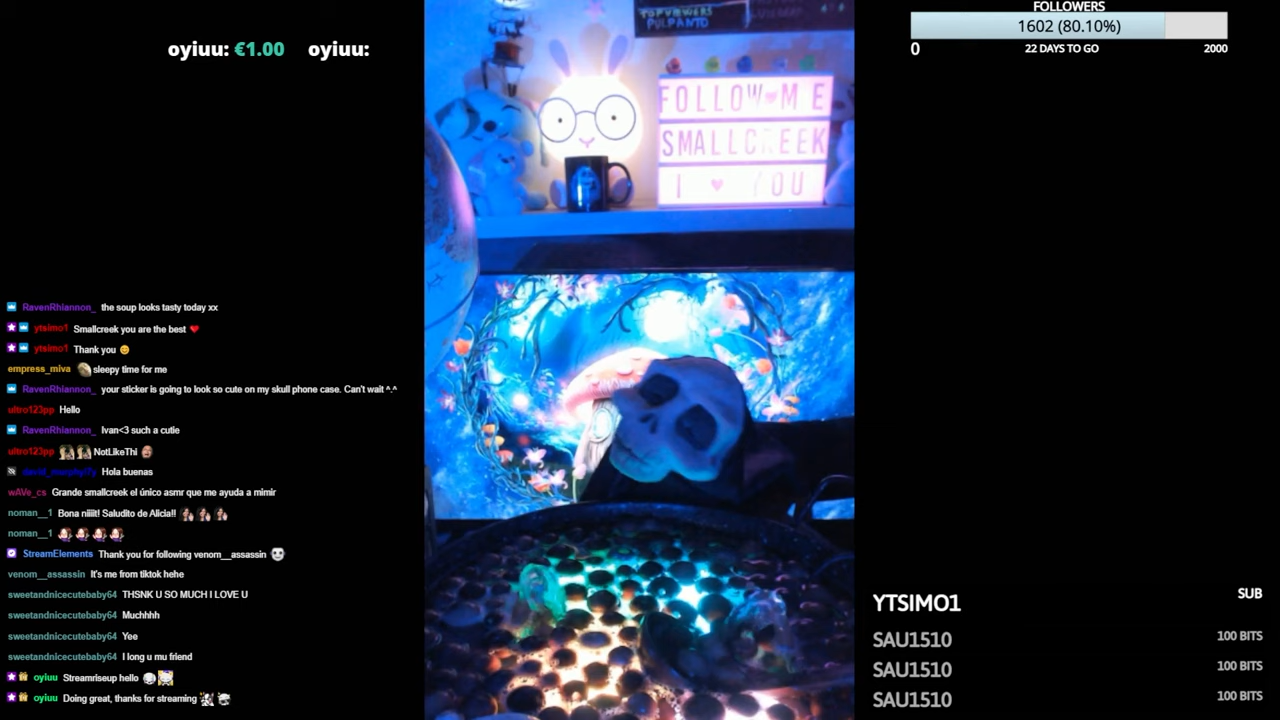 FOLLOWERS
1602 (80.10%)
0
22 DAYS TO GO
2000
oyiuu: €1.00
oyiuu:
TOPVIEWERS
PULPANTO
FOLLOW ME
SMALLCREEK
I ♥ YOU
RavenRhiannon_ the soup looks tasty today xx
ytsimo1 Smallcreek you are the best ❤️
ytsimo1 Thank you 😊
empress_miva sleepy time for me
RavenRhiannon_ your sticker is going to look so cute on my skull phone case. Can't wait ^.^
ultro123pp Hello
RavenRhiannon_ Ivan<3 such a cutie
ultro123pp NotLikeThi
Hola buenas
wAVe_cs Grande smallcreek el único asmr que me ayuda a mimir
noman__1 Bona niiiit! Saludito de Alicia!!
noman__1
StreamElements Thank you for following venom__assassin
venom__assassin It's me from tiktok hehe
sweetandnicecutebaby64 THSNK U SO MUCH I LOVE U
sweetandnicecutebaby64 Muchhhh
sweetandnicecutebaby64 Yee
sweetandnicecutebaby64 I long u mu friend
oyiuu Streamriseup hello
oyiuu Doing great, thanks for streaming
YTSIMO1 SUB
SAU1510 100 BITS
SAU1510 100 BITS
SAU1510 100 BITS